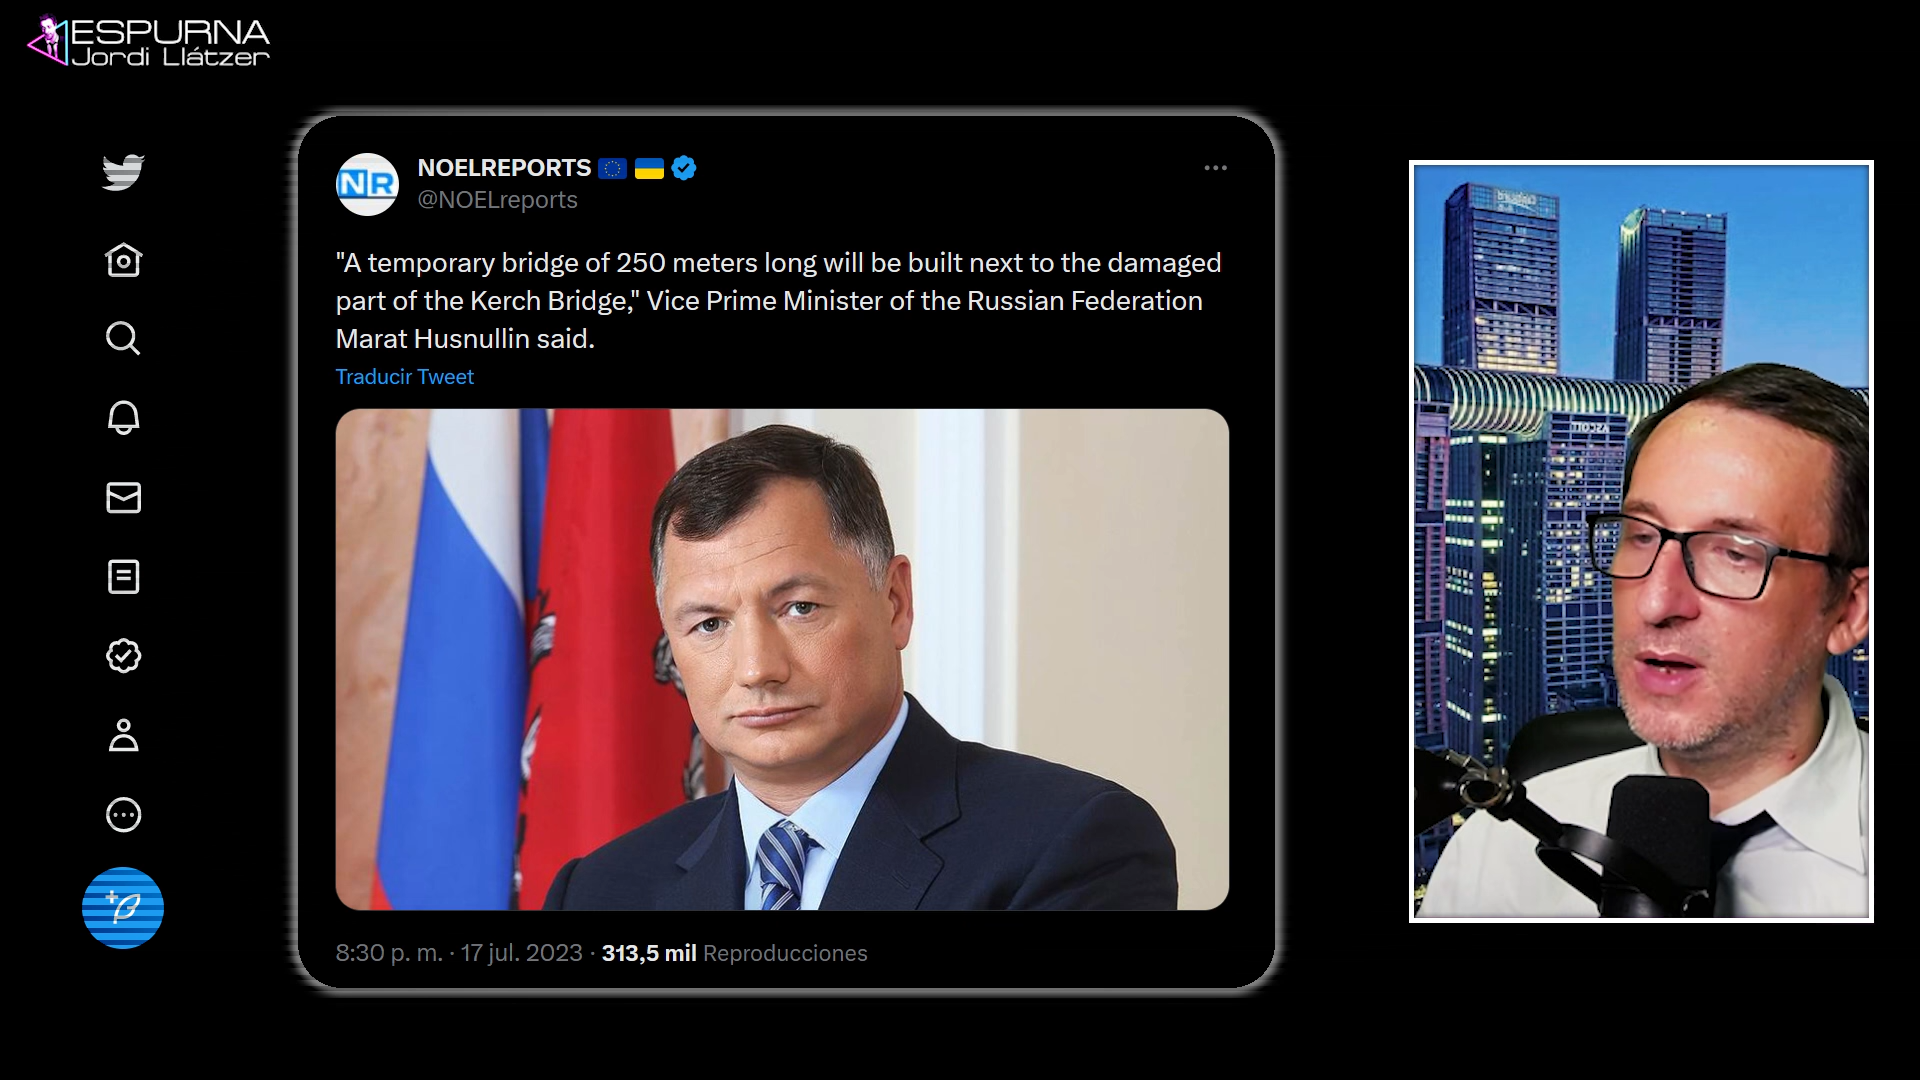 ESPURNA
Jordi Llátzer
NR
NOELREPORTS
@NOELreports
"A temporary bridge of 250 meters long will be built next to the damaged
part of the Kerch Bridge," Vice Prime Minister of the Russian Federation
Marat Husnullin said.
Traducir Tweet
8:30 p. m. · 17 jul. 2023 · 313,5 mil Reproducciones